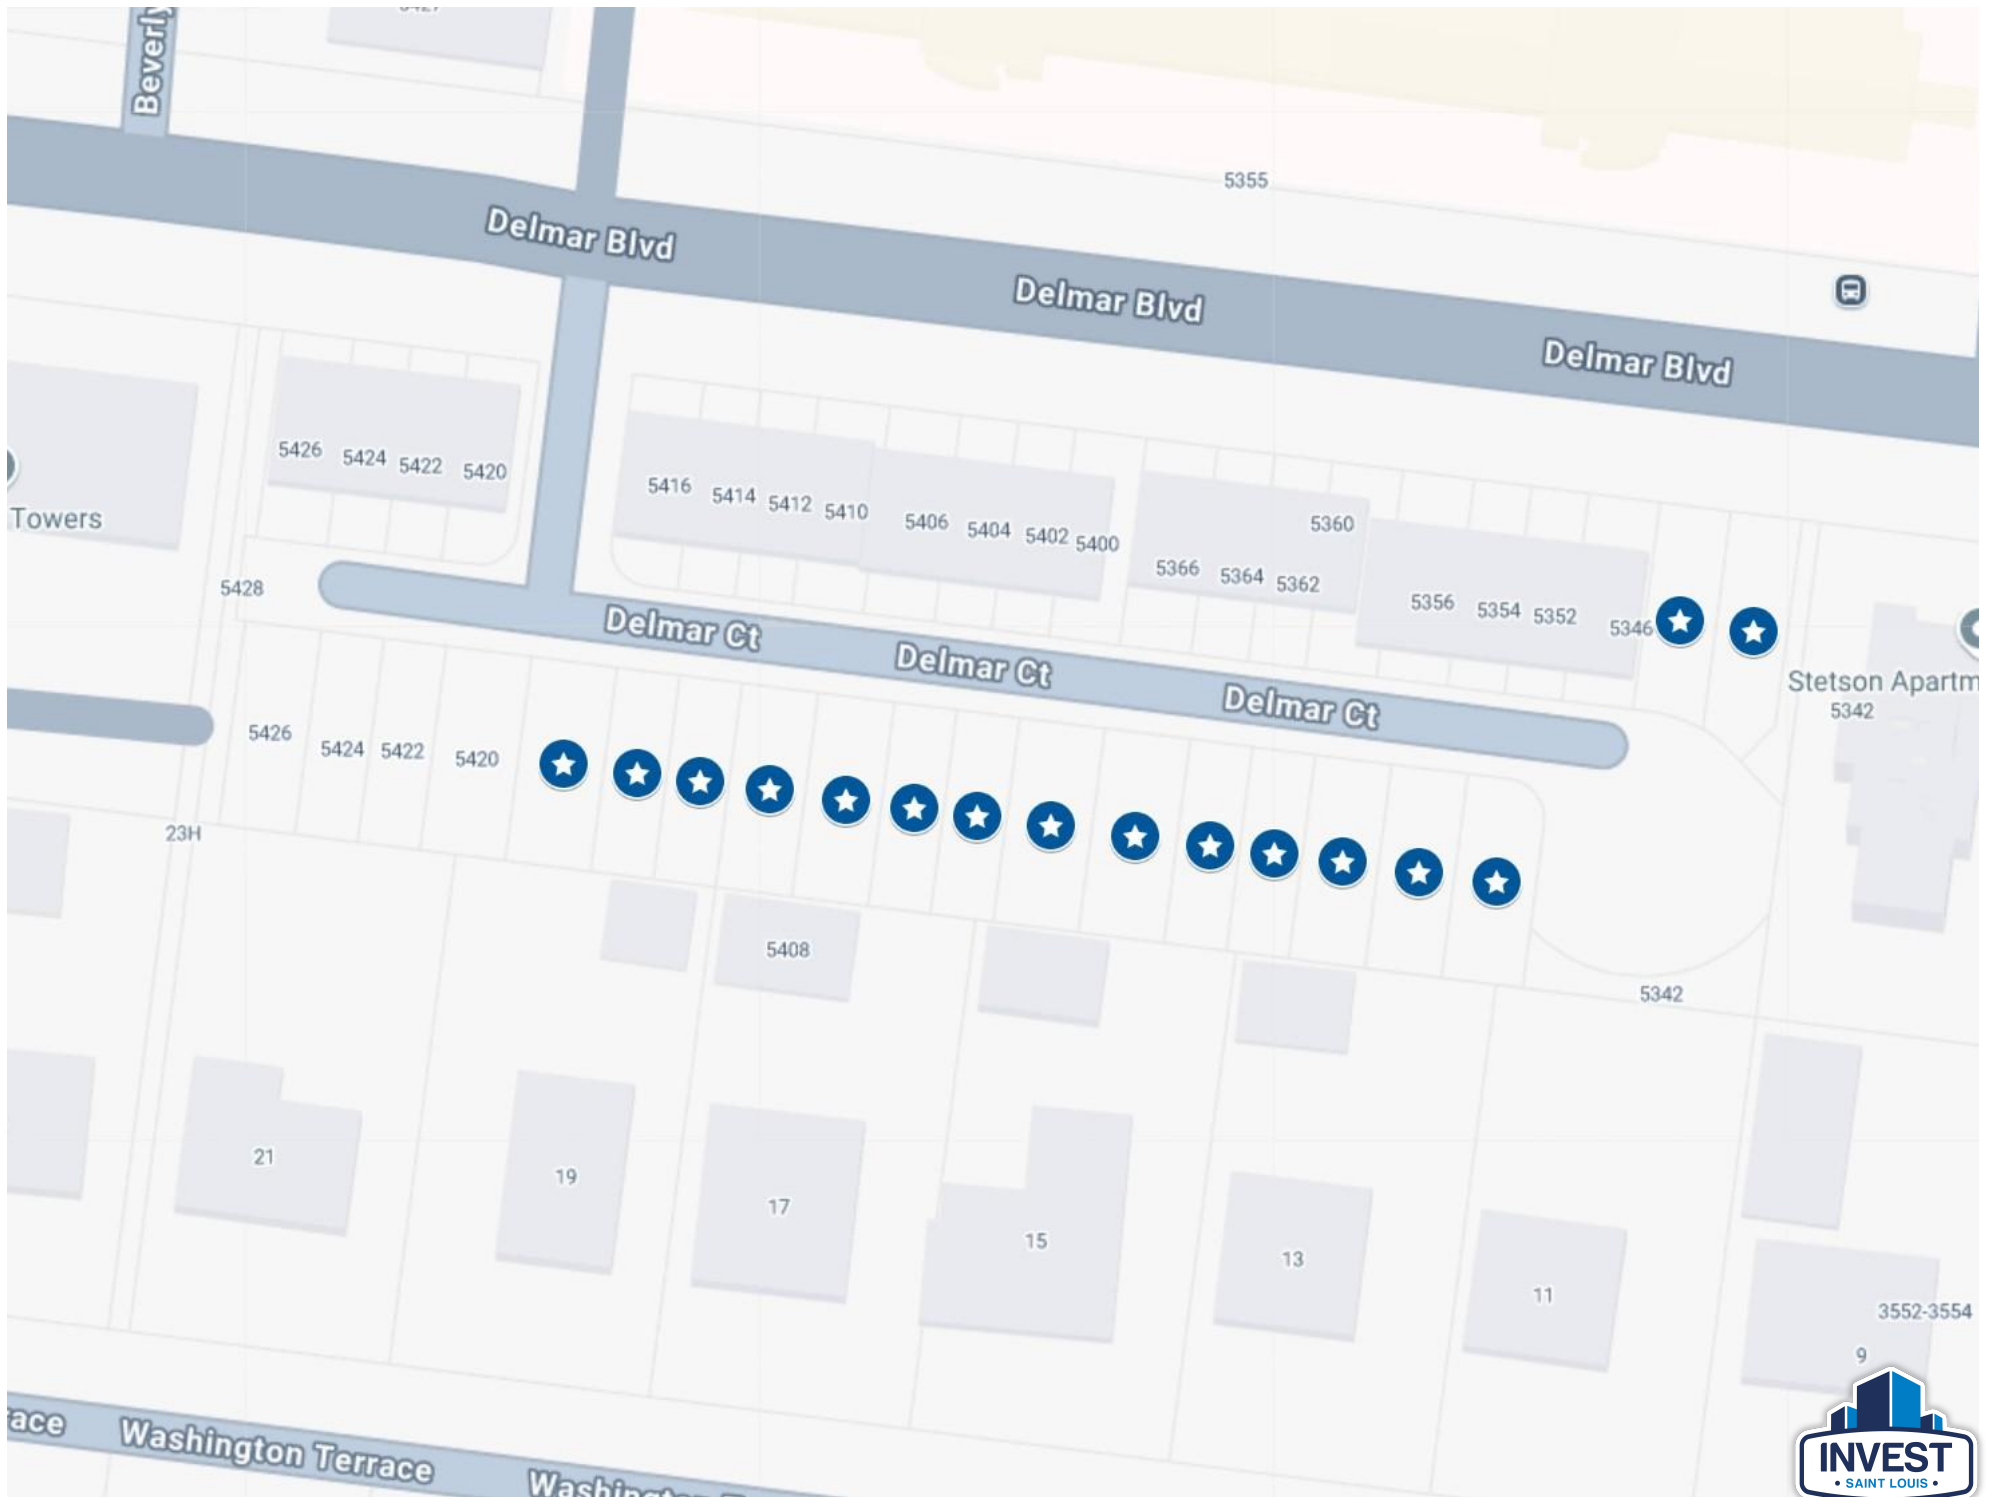 Beverly
Delmar Blvd
5355
Delmar Blvd
Delmar Blvd
5426
5424
5422
5420
Towers
5416
5414
5412
5410
5406
5404
5402
5400
5360
5366
5364
5362
5356
5354
5352
5346
5428
Delmar Ct
Delmar Ct
Delmar Ct
Stetson Apartm
5342
5426
5424
5422
5420
23H
5408
5342
21
19
17
15
13
11
3552-3554
9
ace
Washington Terrace
INVEST
• SAINT LOUIS •